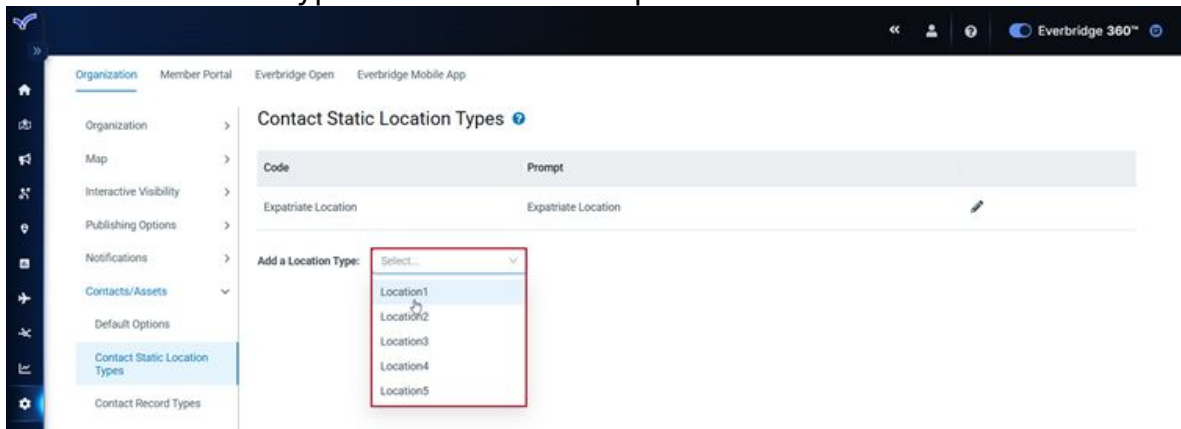 Everbridge 360™
Organization Member Portal Everbridge Open Everbridge Mobile App
Organization
Map
Interactive Visibility
Publishing Options
Notifications
Contacts/Assets
Default Options
Contact Static Location
Types
Contact Record Types
Contact Static Location Types
Code Prompt
Expatriate Location Expatriate Location
Add a Location Type: Select...
Location1
Location2
Location3
Location4
Location5